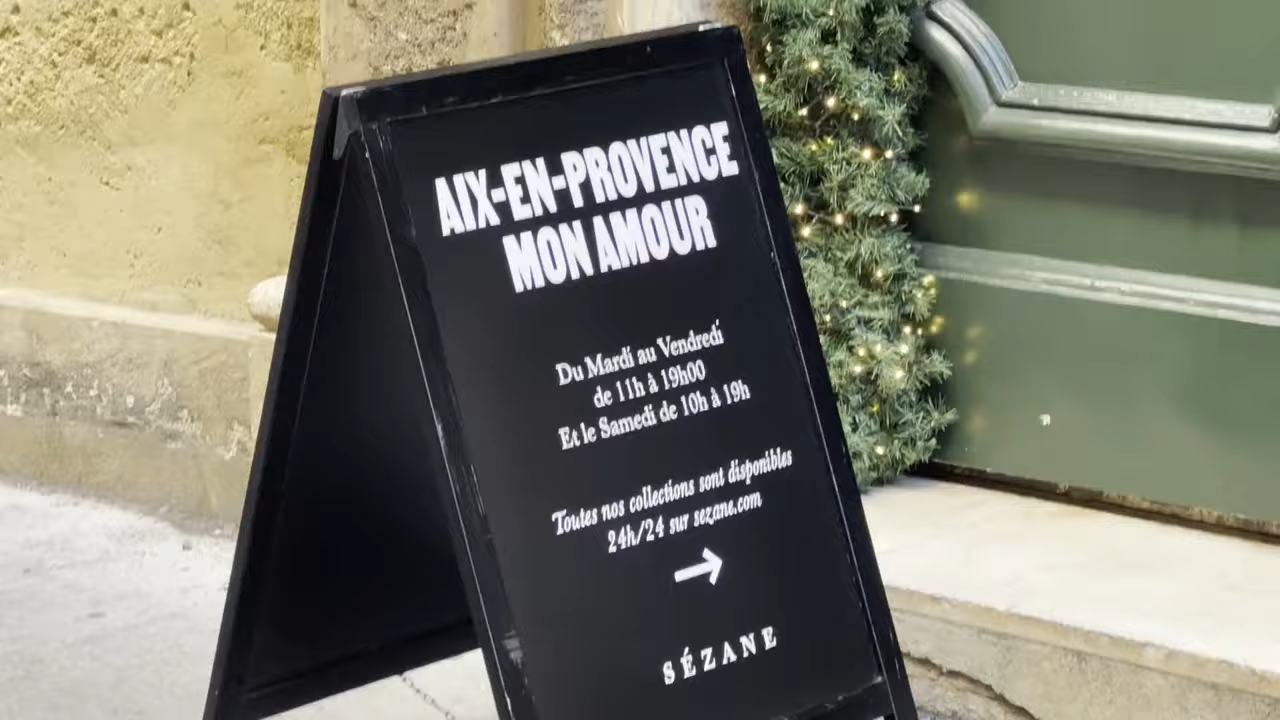 AIX-EN-PROVENCE
MON AMOUR
Du Mardi au Vendredi
de 11h à 19h00
Et le Samedi de 10h à 19h
Toutes nos collections sont disponibles
24h/24 sur sezane.com
→
SÉZANE